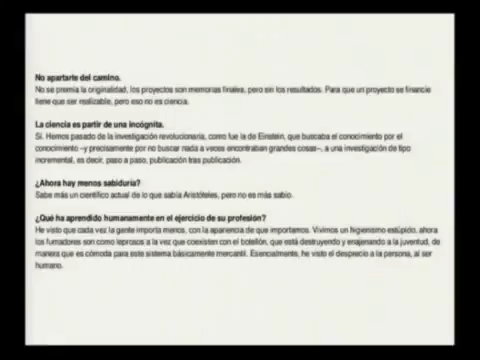 No apartarte del camino.
No se premia la originalidad, los proyectos son memorias finales, pero sin los resultados. Para que un proyecto se financie
tiene que ser realizable, pero eso no es ciencia.
La ciencia es partir de una incógnita.
Sí. Hemos pasado de la investigación revolucionaria, como fue la de Einstein, que buscaba el conocimiento por el
conocimiento –y precisamente por no buscar nada a veces encontraban grandes cosas–, a una investigación de tipo
incremental, es decir, paso a paso, publicación tras publicación.
¿Ahora hay menos sabiduría?
Sabe más un científico actual de lo que sabía Aristóteles, pero no es más sabio.
¿Qué ha aprendido humanamente en el ejercicio de su profesión?
He visto que cada vez la gente importa menos, con la apariencia de que importamos. Vivimos un higienismo estúpido, ahora
los fumadores son como leprosos a la vez que coexisten con el botellón, que está destruyendo y enajenando a la juventud, de
manera que es cómoda para este sistema básicamente mercantil. Esencialmente, he visto el desprecio a la persona, al ser
humano.